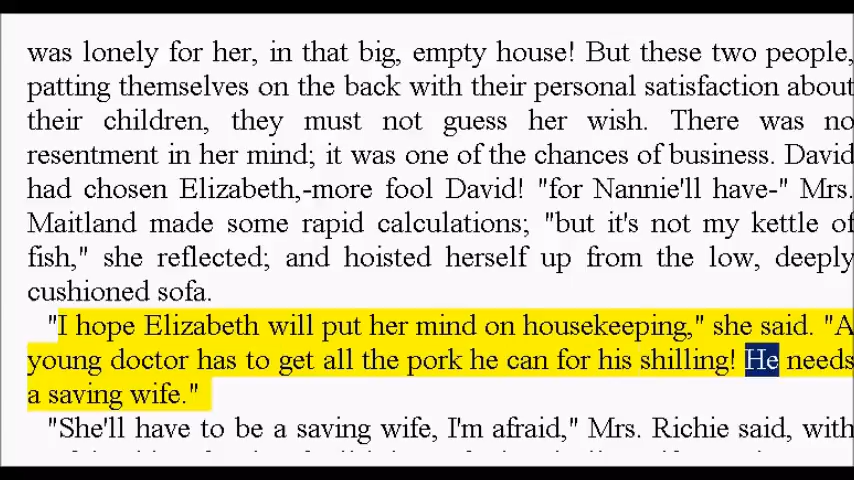 was lonely for her, in that big, empty house! But these two people,
patting themselves on the back with their personal satisfaction about
their children, they must not guess her wish. There was no
resentment in her mind; it was one of the chances of business. David
had chosen Elizabeth,-more fool David! "for Nannie'll have-" Mrs.
Maitland made some rapid calculations; "but it's not my kettle of
fish," she reflected; and hoisted herself up from the low, deeply
cushioned sofa.
"I hope Elizabeth will put her mind on housekeeping," she said. "A
young doctor has to get all the pork he can for his shilling! He needs
a saving wife."
"She'll have to be a saving wife, I'm afraid," Mrs. Richie said, with